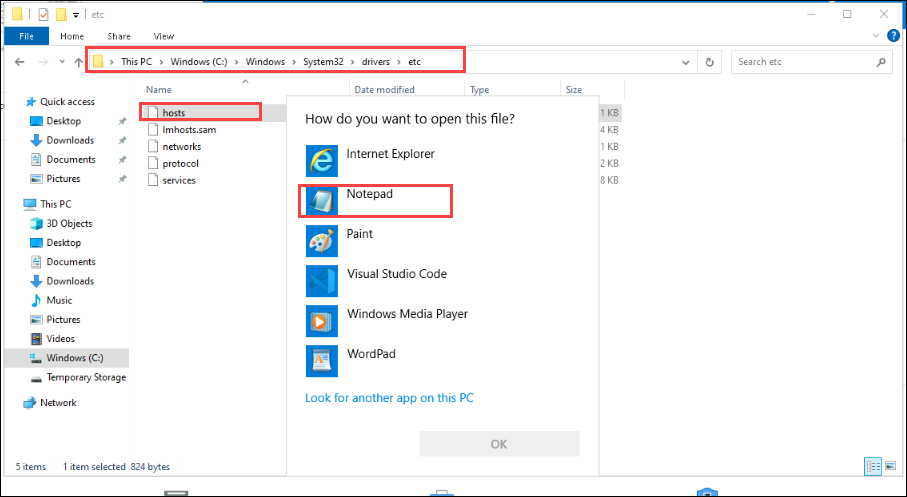 etc
File Home Share View
This PC > Windows (C:) > Windows > System32 > drivers > etc
Search etc
Name Date modified Type Size
Quick access
Desktop
Downloads
Documents
Pictures
This PC
3D Objects
Desktop
Documents
Downloads
Music
Pictures
Videos
Windows (C:)
Temporary Storage
Network
hosts
lmhosts.sam
networks
protocol
services
1 KB
4 KB
1 KB
2 KB
8 KB
How do you want to open this file?
Internet Explorer
Notepad
Paint
Visual Studio Code
Windows Media Player
WordPad
Look for another app on this PC
OK
5 items 1 item selected 824 bytes